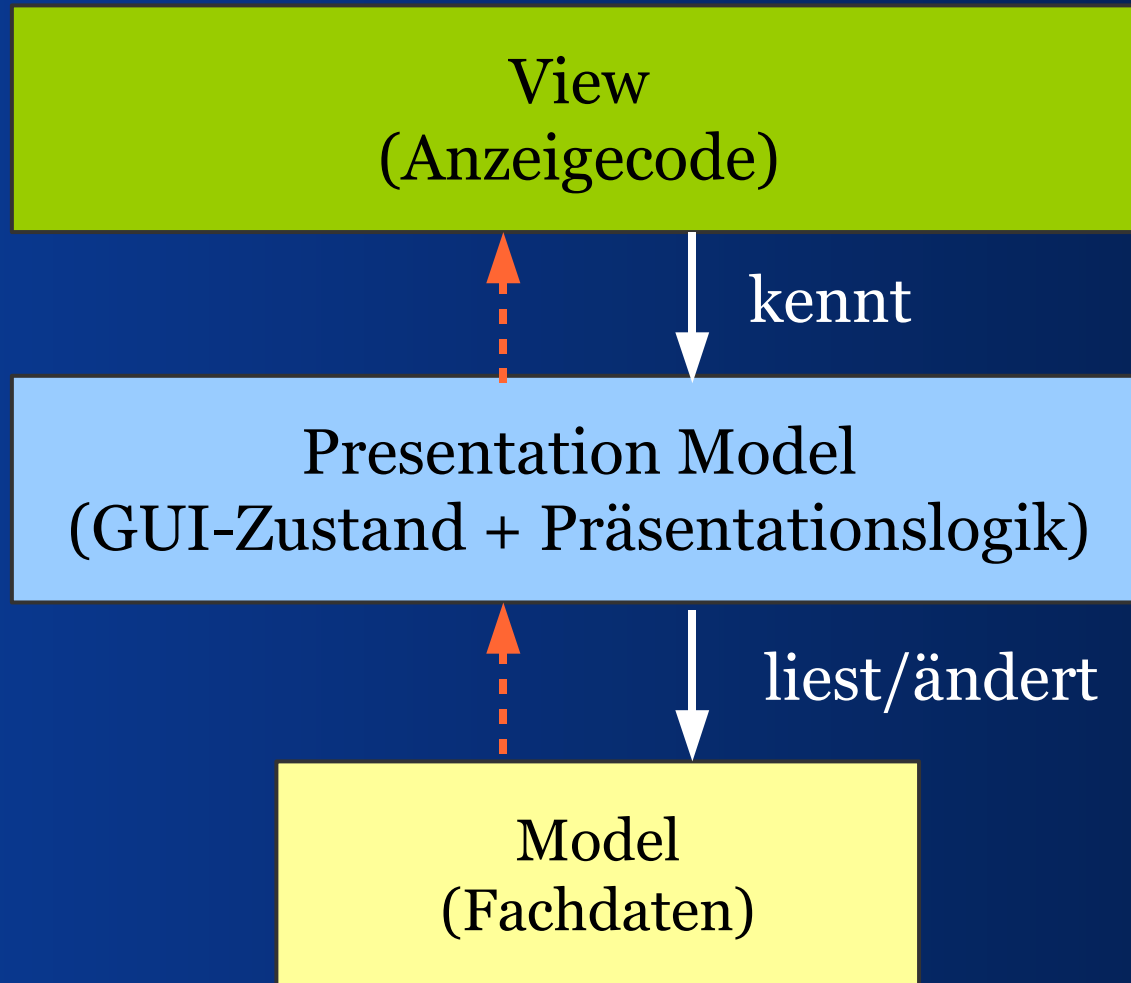 View
(Anzeigecode)
kennt
Presentation Model
(GUI-Zustand + Präsentationslogik)
liest/ändert
Model
(Fachdaten)